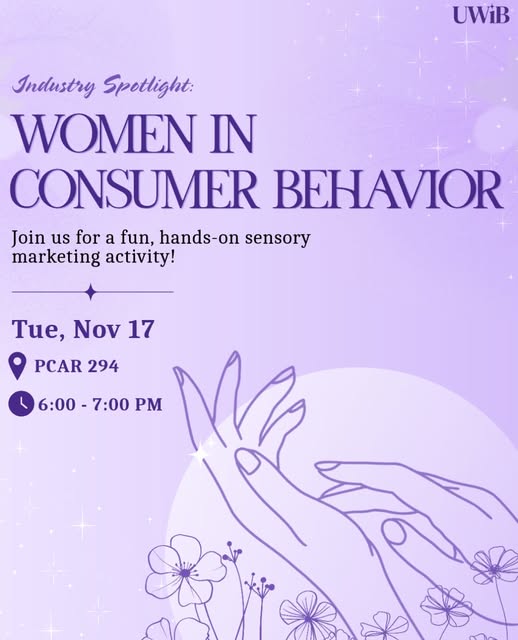 UWiB
Industry Spotlight:
WOMEN IN
CONSUMER BEHAVIOR
Join us for a fun, hands-on sensory
marketing activity!
Tue, Nov 17
PCAR 294
6:00 - 7:00 PM